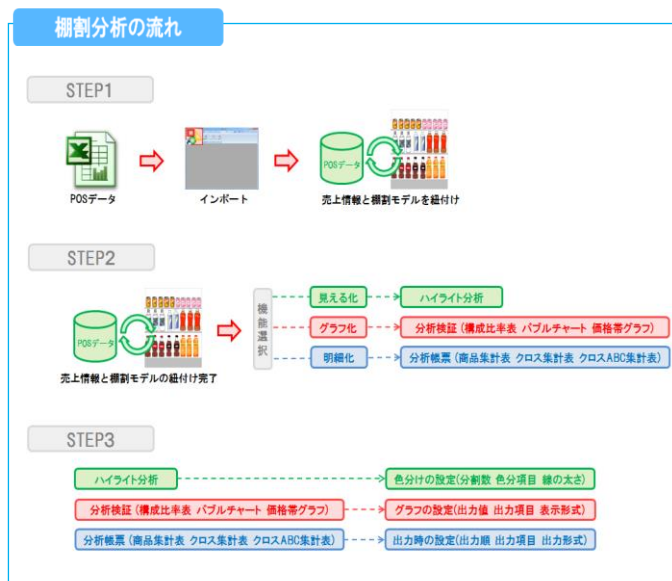 棚割分析の流れ
STEP1
POSデータ
POSデータ
インポート
売上情報と棚割モデルを紐付け
STEP2
POSデータ
売上情報と棚割モデルの紐付け完了
機能選択
見える化
ハイライト分析
グラフ化
分析検証(構成比率表 バブルチャート 価格帯グラフ)
明細化
分析帳票(商品集計表 クロス集計表 クロスABC集計表)
STEP3
ハイライト分析
色分けの設定(分割数 色分項目 線の太さ)
分析検証(構成比率表 バブルチャート 価格帯グラフ)
グラフの設定(出力値 出力項目 表示形式)
分析帳票(商品集計表 クロス集計表 クロスABC集計表)
出力時の設定(出力順 出力項目 出力形式)